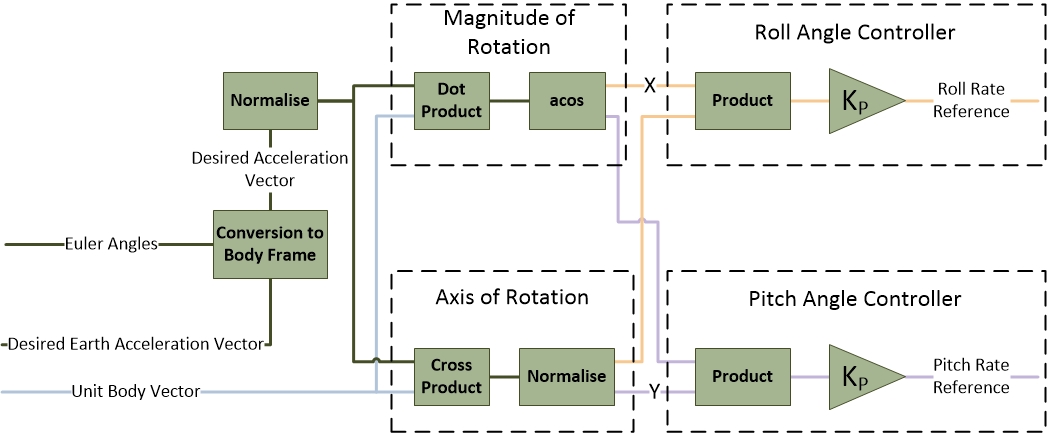 Magnitude of
Rotation
Roll Angle Controller
Normalise
Dot
Product
acos
X
Product
KP
Roll Rate
Reference
Desired Acceleration
Vector
Conversion to
Body Frame
Euler Angles
Axis of Rotation
Pitch Angle Controller
Desired Earth Acceleration Vector
Cross
Product
Normalise
Y
Product
KP
Pitch Rate
Reference
Unit Body Vector